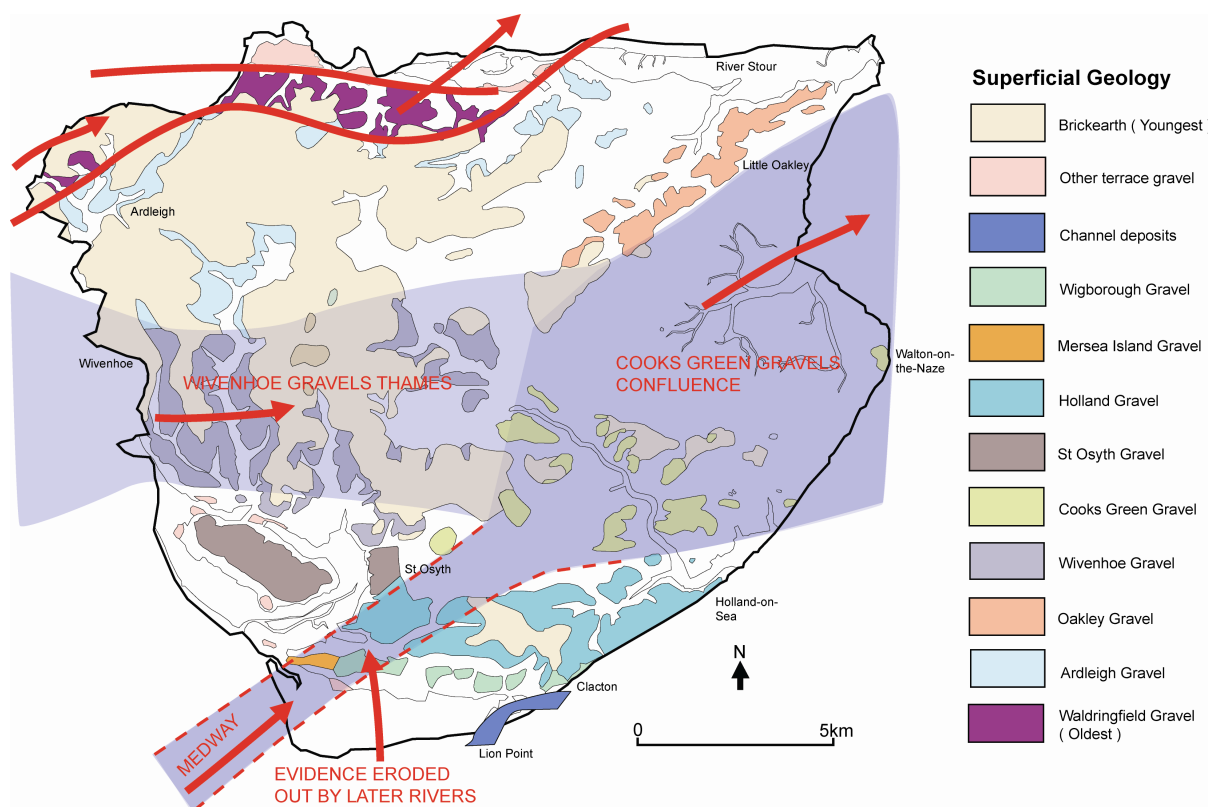 River Stour
Little Oakley
Ardleigh
Wivenhoe
WIVENHOE GRAVELS THAMES
COOKS GREEN GRAVELS
CONFLUENCE
Walton-on-
the-Naze
St Osyth
Holland-on-
Sea
Clacton
Lion Point
MEDWAY
EVIDENCE ERODED
OUT BY LATER RIVERS
N
0
5km
Superficial Geology
Brickearth ( Youngest )
Other terrace gravel
Channel deposits
Wigborough Gravel
Mersea Island Gravel
Holland Gravel
St Osyth Gravel
Cooks Green Gravel
Wivenhoe Gravel
Oakley Gravel
Ardleigh Gravel
Waldringfield Gravel
( Oldest )